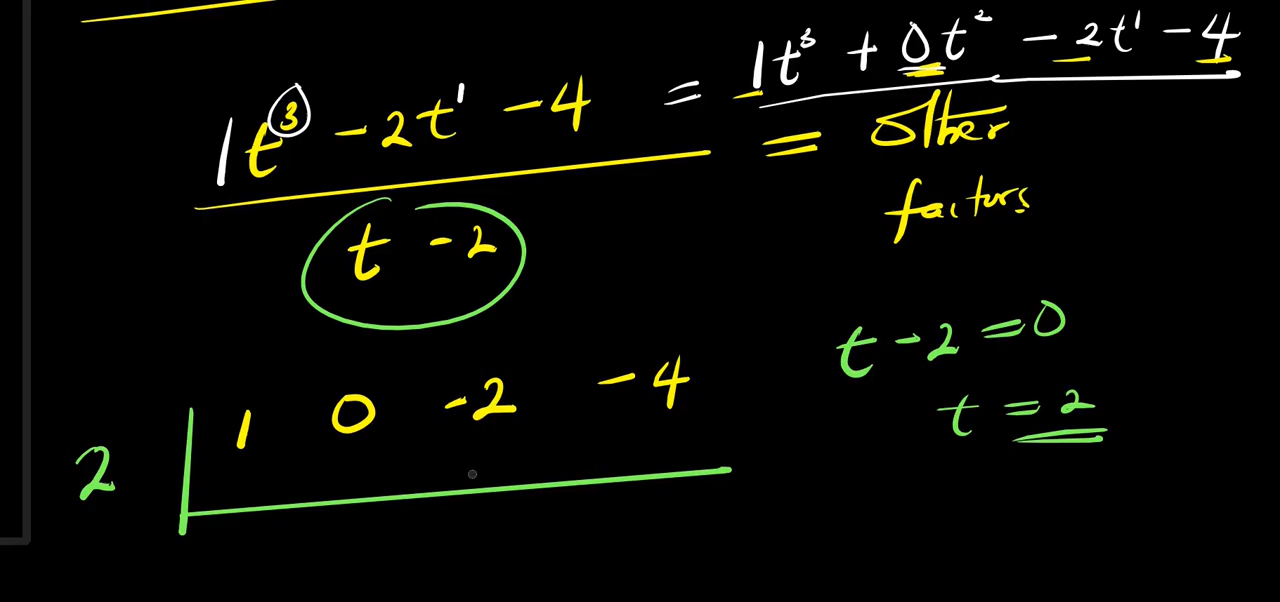 1t³ - 2t¹ - 4 = 1t³ + 0t² - 2t¹ - 4
t - 2
= other
factors
t - 2 = 0
t = 2
2 | 1 0 -2 -4